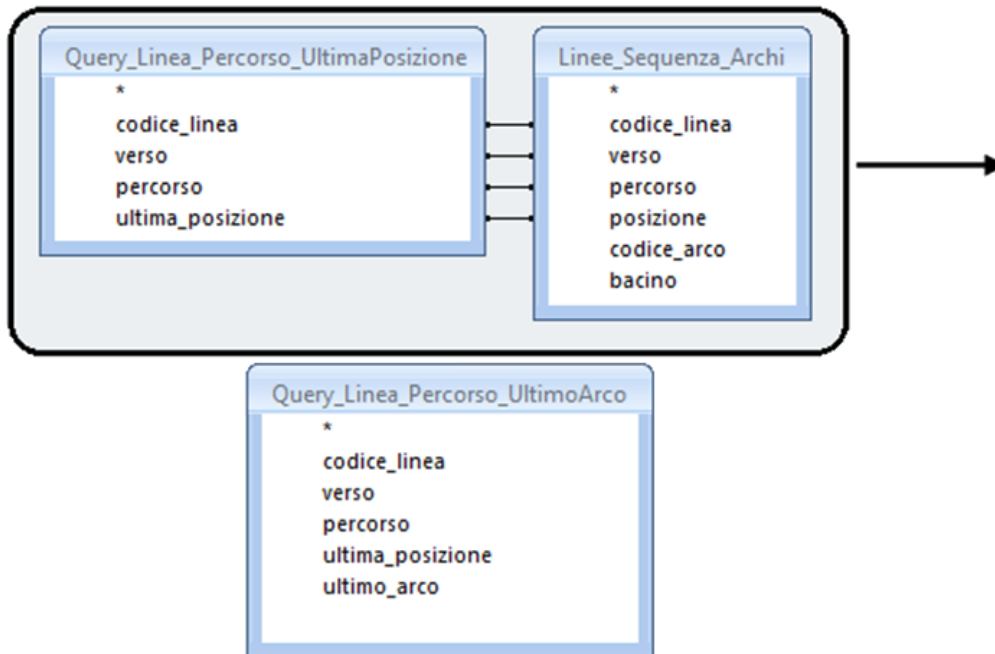 Query_Linea_Percorso_UltimaPosizione
*
codice_linea
verso
percorso
ultima_posizione
Linee_Sequenza_Archi
*
codice_linea
verso
percorso
posizione
codice_arco
bacino
Query_Linea_Percorso_UltimoArco
*
codice_linea
verso
percorso
ultima_posizione
ultimo_arco